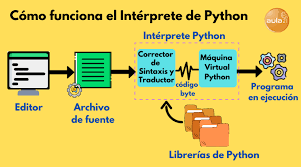 Cómo funciona el Intérprete de Python
aula
Intérprete Python
Corrector
de
Sintaxis y
Traductor
código
byte
Máquina
Virtual
Python
Editor
Archivo
de fuente
Programa
en ejecución
Librerías de Python